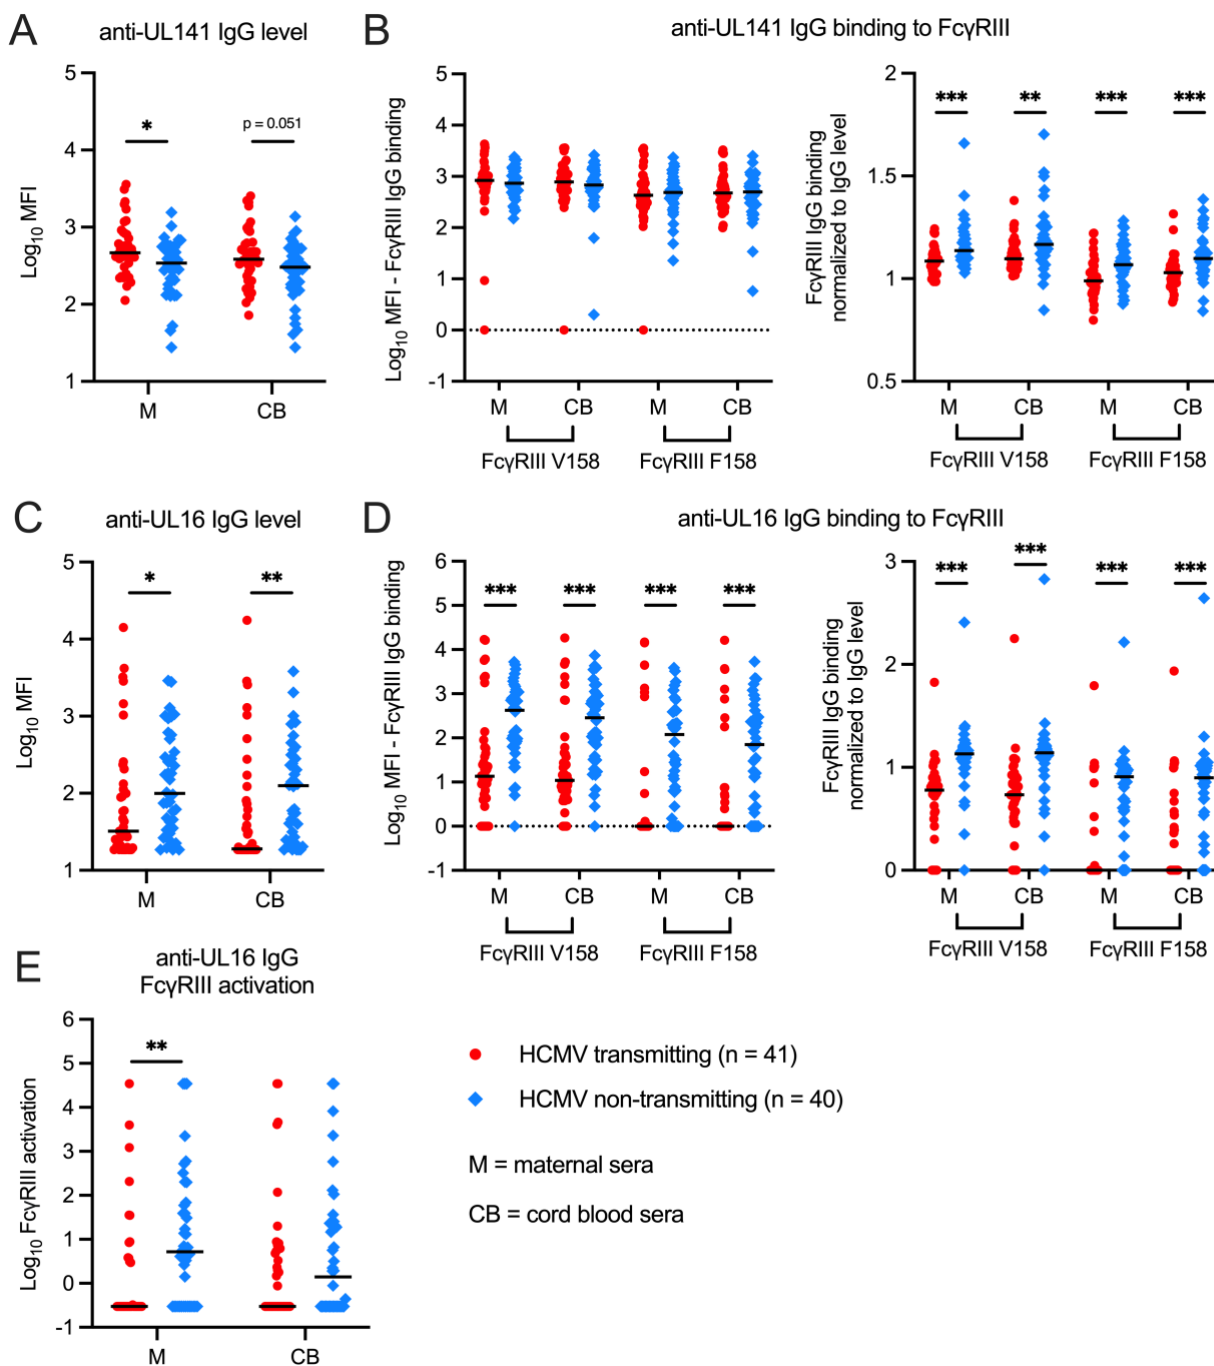 A
anti-UL141 IgG level
Log10 MFI
5
4
3
2
1
*
p = 0.051
M
CB
B
anti-UL141 IgG binding to FcγRIII
Log10 MFI - FcγRIII IgG binding
5
4
3
2
1
0
-1
M
CB
M
CB
FcγRIII V158
FcγRIII F158
FcγRIII IgG binding
normalized to IgG level
2
1.5
1
0.5
***
**
***
***
M
CB
M
CB
FcγRIII V158
FcγRIII F158
C
anti-UL16 IgG level
Log10 MFI
5
4
3
2
1
*
**
M
CB
D
anti-UL16 IgG binding to FcγRIII
Log10 MFI - FcγRIII IgG binding
6
5
4
3
2
1
0
-1
***
***
***
***
M
CB
M
CB
FcγRIII V158
FcγRIII F158
FcγRIII IgG binding
normalized to IgG level
3
2
1
0
***
***
***
***
M
CB
M
CB
FcγRIII V158
FcγRIII F158
E
anti-UL16 IgG
FcγRIII activation
Log10 FcγRIII activation
6
5
4
3
2
1
0
-1
**
M
CB
HCMV transmitting (n = 41)
HCMV non-transmitting (n = 40)
M = maternal sera
CB = cord blood sera